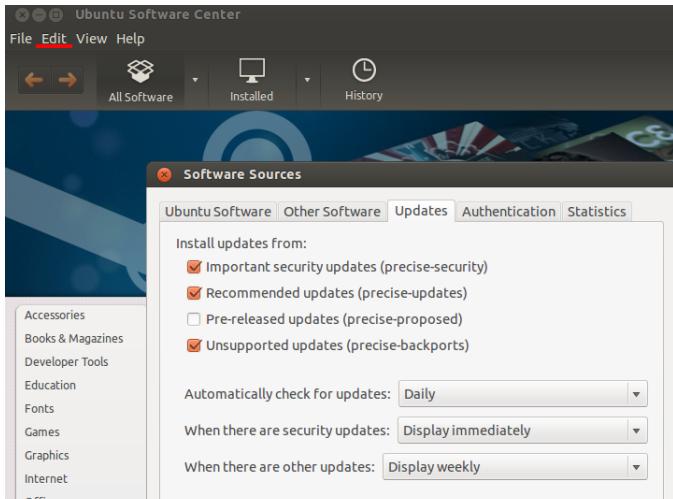 Ubuntu Software Center
File Edit View Help
All Software Installed History
Software Sources
Ubuntu Software Other Software Updates Authentication Statistics
Install updates from:
Important security updates (precise-security)
Recommended updates (precise-updates)
Pre-released updates (precise-proposed)
Unsupported updates (precise-backports)
Automatically check for updates: Daily
When there are security updates: Display immediately
When there are other updates: Display weekly
Accessories
Books & Magazines
Developer Tools
Education
Fonts
Games
Graphics
Internet